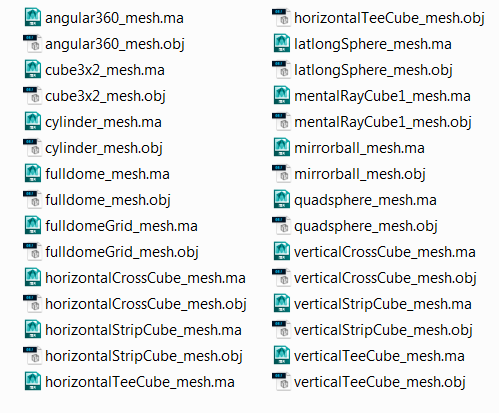 angular360_mesh.ma
angular360_mesh.obj
cube3x2_mesh.ma
cube3x2_mesh.obj
cylinder_mesh.ma
cylinder_mesh.obj
fulldome_mesh.ma
fulldome_mesh.obj
fulldomeGrid_mesh.ma
fulldomeGrid_mesh.obj
horizontalCrossCube_mesh.ma
horizontalCrossCube_mesh.obj
horizontalStripCube_mesh.ma
horizontalStripCube_mesh.obj
horizontalTeeCube_mesh.ma
horizontalTeeCube_mesh.obj
latlongSphere_mesh.ma
latlongSphere_mesh.obj
mentalRayCube1_mesh.ma
mentalRayCube1_mesh.obj
mirrorball_mesh.ma
mirrorball_mesh.obj
quadsphere_mesh.ma
quadsphere_mesh.obj
verticalCrossCube_mesh.ma
verticalCrossCube_mesh.obj
verticalStripCube_mesh.ma
verticalStripCube_mesh.obj
verticalTeeCube_mesh.ma
verticalTeeCube_mesh.obj